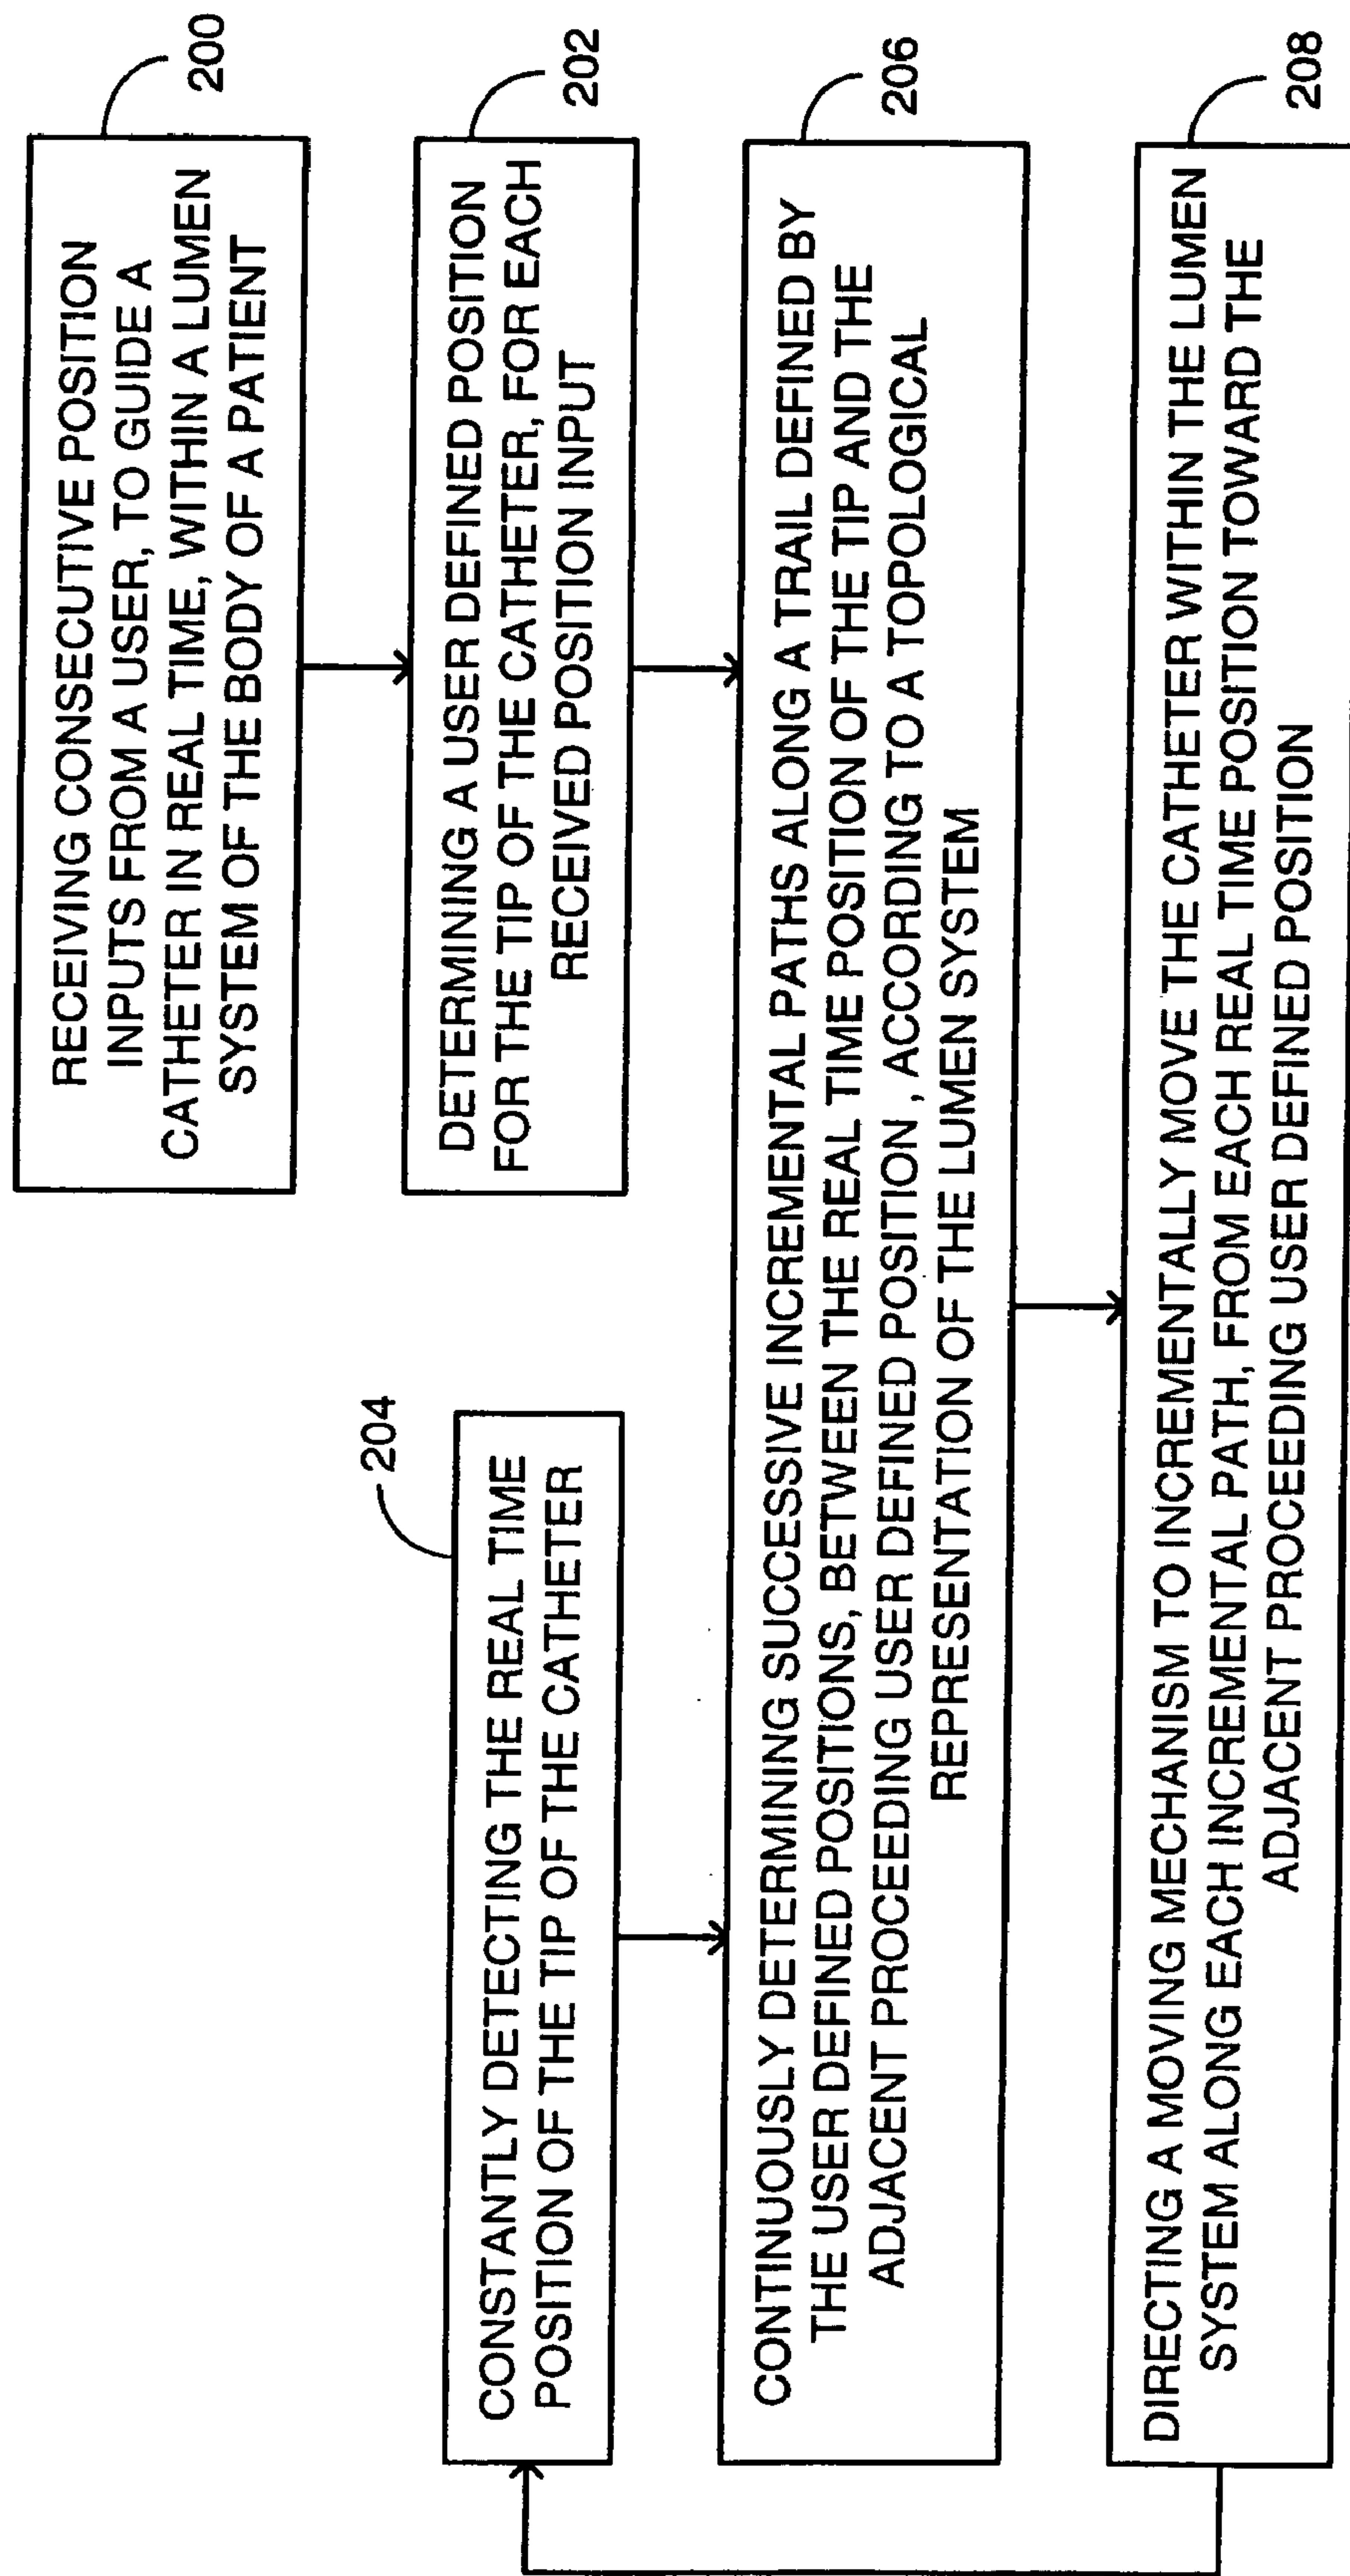 RECEIVING CONSECUTIVE POSITION
INPUTS FROM A USER, TO GUIDE A
CATHETER IN REAL TIME, WITHIN A LUMEN
SYSTEM OF THE BODY OF A PATIENT
200
DETERMINING A USER DEFINED POSITION
FOR THE TIP OF THE CATHETER, FOR EACH
RECEIVED POSITION INPUT
202
204
CONSTANTLY DETECTING THE REAL TIME
POSITION OF THE TIP OF THE CATHETER
CONTINUOUSLY DETERMINING SUCCESSIVE INCREMENTAL PATHS ALONG A TRAIL DEFINED BY
THE USER DEFINED POSITIONS, BETWEEN THE REAL TIME POSITION OF THE TIP AND THE
ADJACENT PROCEEDING USER DEFINED POSITION , ACCORDING TO A TOPOLOGICAL
REPRESENTATION OF THE LUMEN SYSTEM
206
DIRECTING A MOVING MECHANISM TO INCREMENTALLY MOVE THE CATHETER WITHIN THE LUMEN
SYSTEM ALONG EACH INCREMENTAL PATH, FROM EACH REAL TIME POSITION TOWARD THE
ADJACENT PROCEEDING USER DEFINED POSITION
208